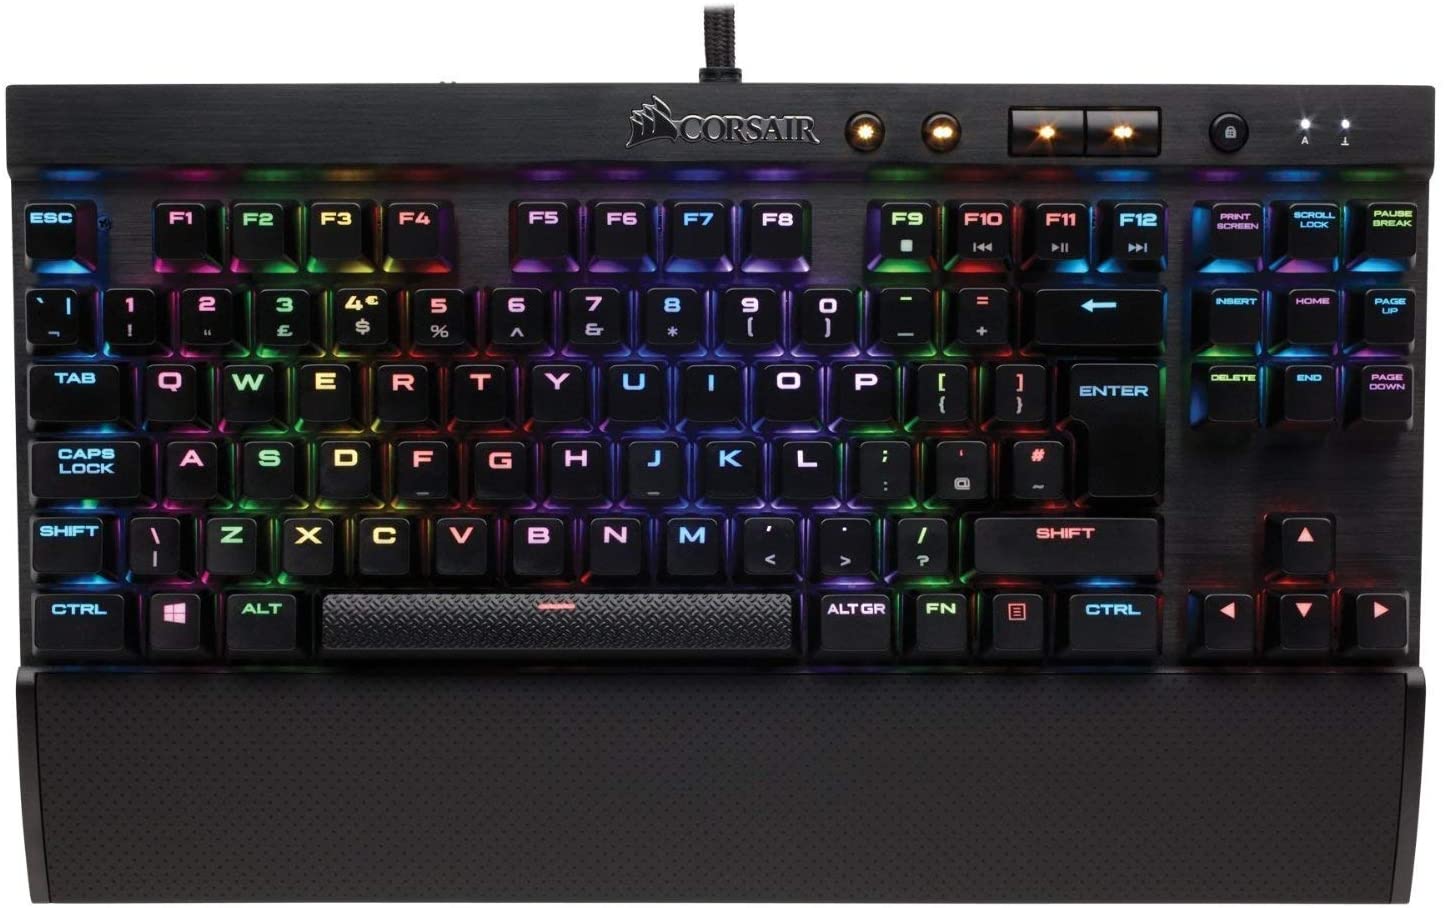 CORSAIR
A
ESC F1 F2 F3 F4 F5 F6 F7 F8 F9 F10 F11 F12 PRINT SCREEN SCROLL LOCK PAUSE BREAK
` | ¬ 1 ! 2 " 3 £ 4 € $ 5 % 6 ^ 7 & 8 * 9 ( 0 ) - _ = + ← INSERT HOME PAGE UP
TAB Q W E R T Y U I O P [ { ] } ENTER DELETE END PAGE DOWN
CAPS LOCK A S D F G H J K L ; : ' @ # ~
SHIFT \ | Z X C V B N M , < . > / ? SHIFT
CTRL ALT ALT GR FN CTRL